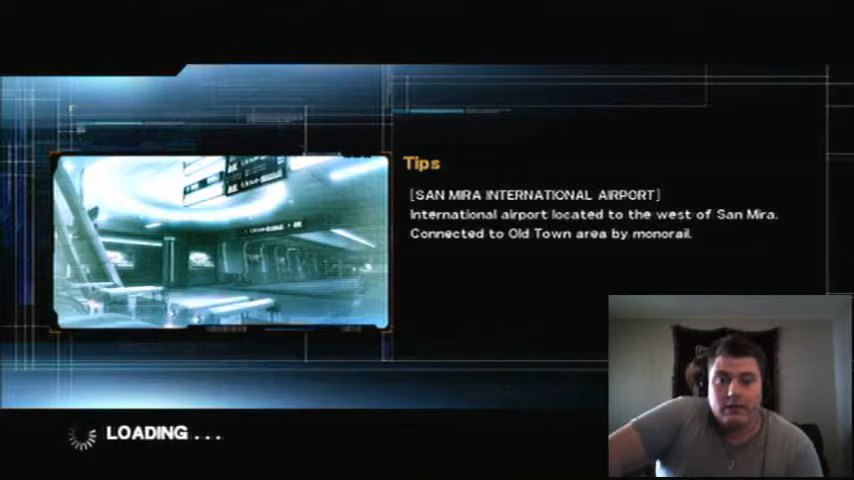 Tips
[SAN MIRA INTERNATIONAL AIRPORT]
International airport located to the west of San Mira.
Connected to Old Town area by monorail.
LOADING...